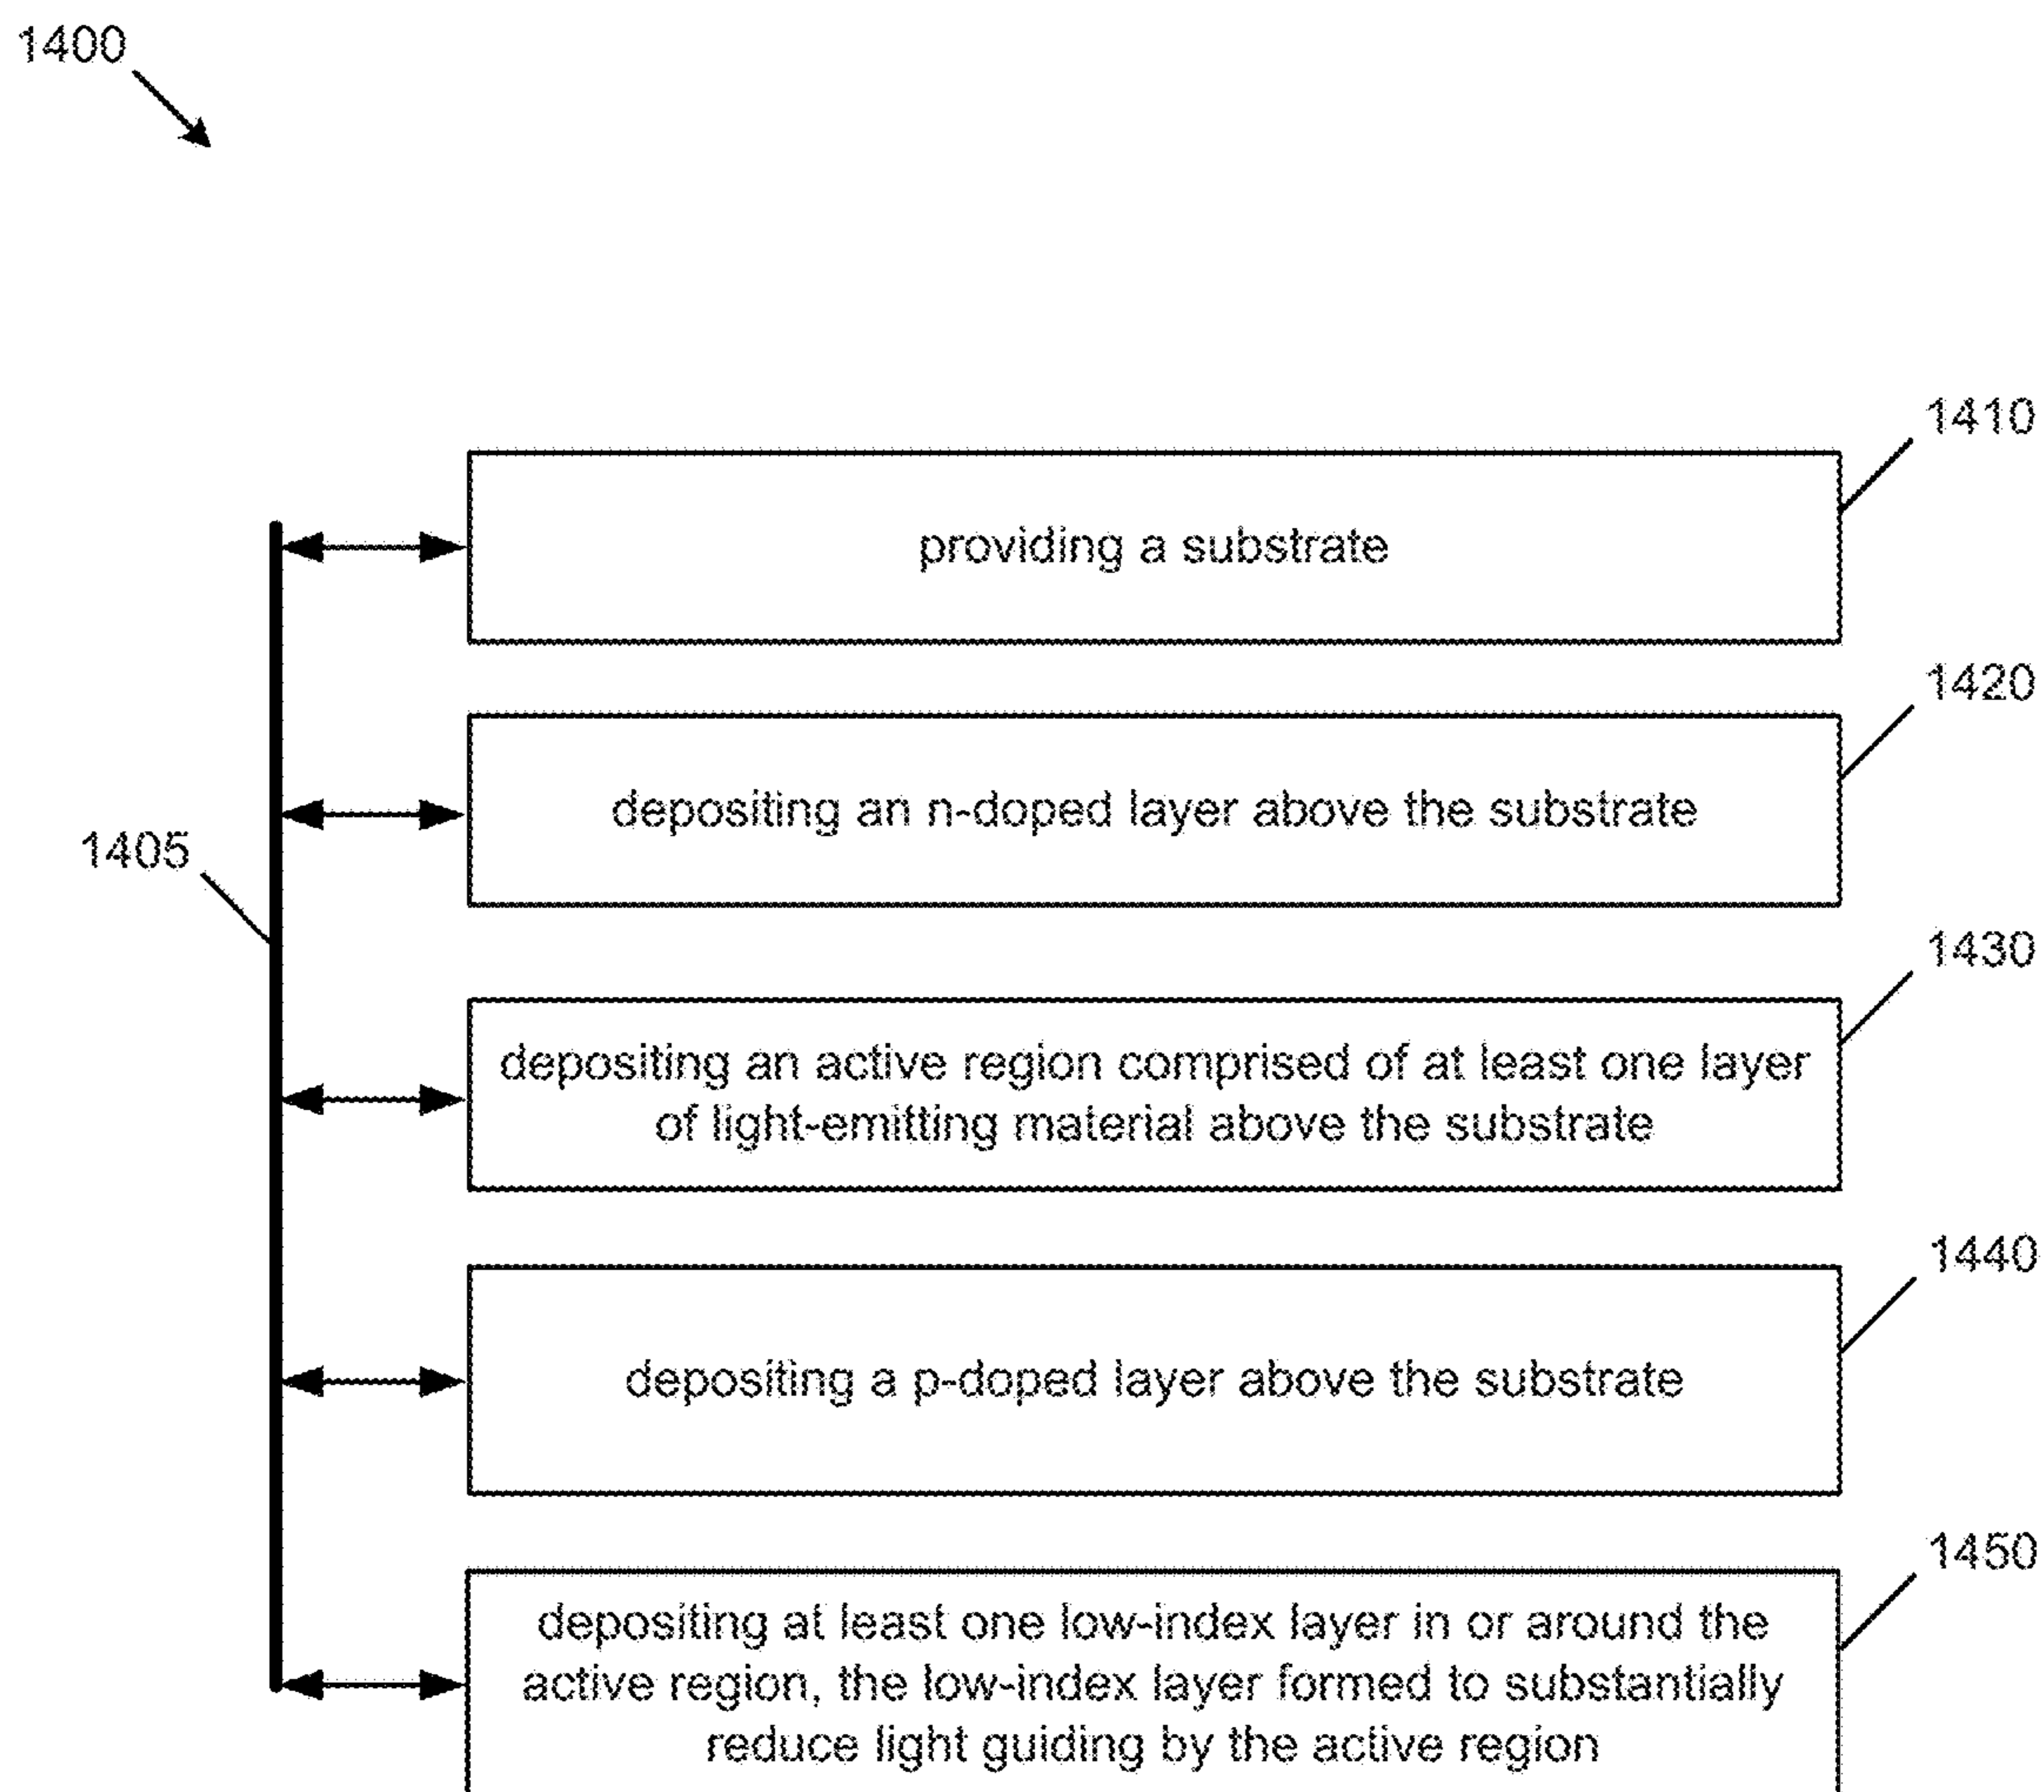 1400
1410
providing a substrate
1420
depositing an n-doped layer above the substrate
1405
1430
depositing an active region comprised of at least one layer
of light-emitting material above the substrate
1440
depositing a p-doped layer above the substrate
1450
depositing at least one low-index layer in or around the
active region, the low-index layer formed to substantially
reduce light guiding by the active region